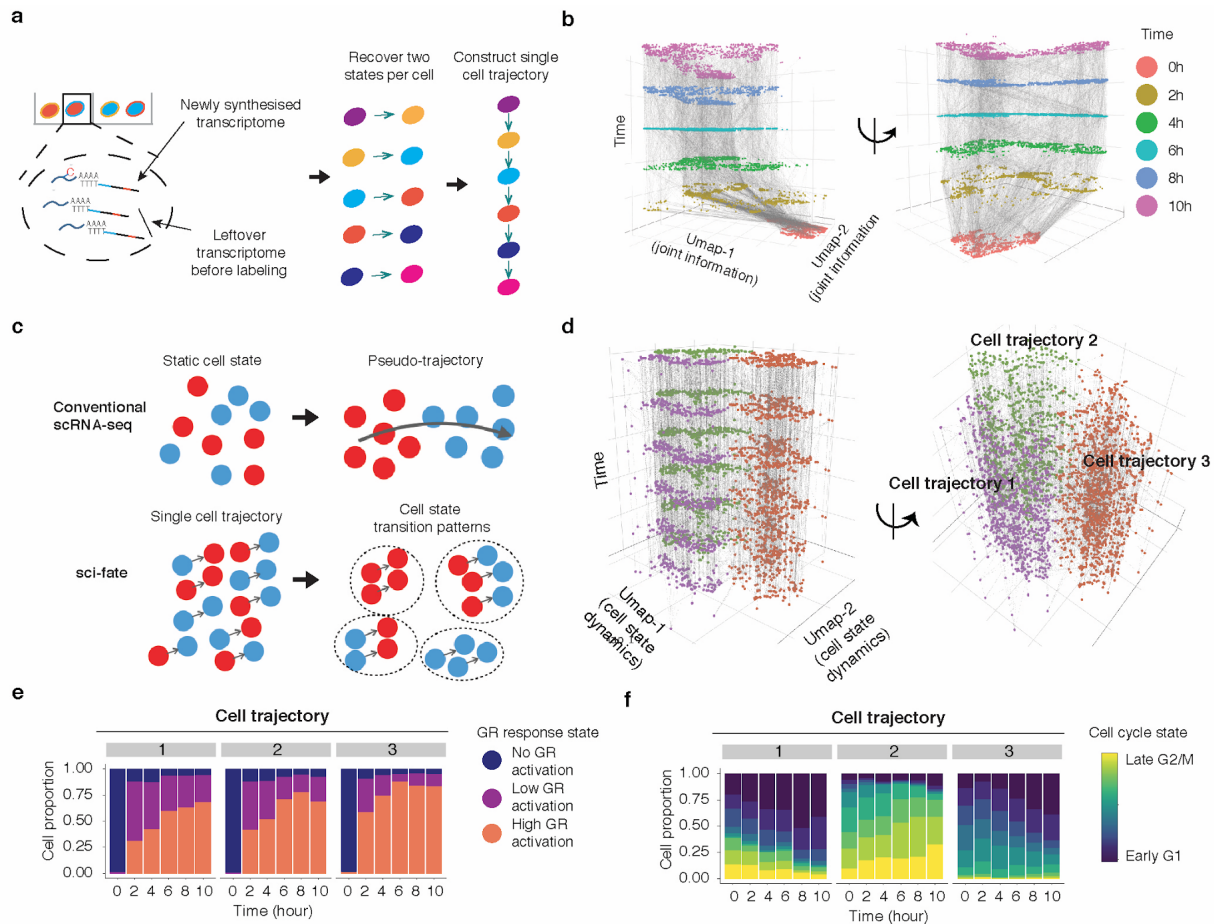 a
Newly synthesised
transcriptome
C
AAAA
TTTT
AAAA
TTTT
AAAA
TTTT
Leftover
transcriptome
before labeling
Recover two
states per cell
Construct single
cell trajectory
b
Time
Umap-1
(joint information)
Umap-2
(joint information)
Time
0h
2h
4h
6h
8h
10h
c
Static cell state
Pseudo-trajectory
Conventional
scRNA-seq
Single cell trajectory
Cell state
transition patterns
sci-fate
d
Time
Umap-1
(cell state
dynamics)
Umap-2
(cell state
dynamics)
Cell trajectory 2
Cell trajectory 3
Cell trajectory 1
e
Cell trajectory
1 2 3
Cell proportion
1.00
0.75
0.50
0.25
0.00
0 2 4 6 8 10 0 2 4 6 8 10 0 2 4 6 8 10
Time (hour)
GR response state
No GR
activation
Low GR
activation
High GR
activation
f
Cell trajectory
1 2 3
Cell proportion
1.00
0.75
0.50
0.25
0.00
0 2 4 6 8 10 0 2 4 6 8 10 0 2 4 6 8 10
Time (hour)
Cell cycle state
Late G2/M
Early G1